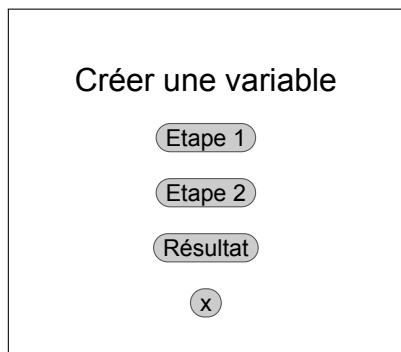 Créer une variable
Etape 1
Etape 2
Résultat
x